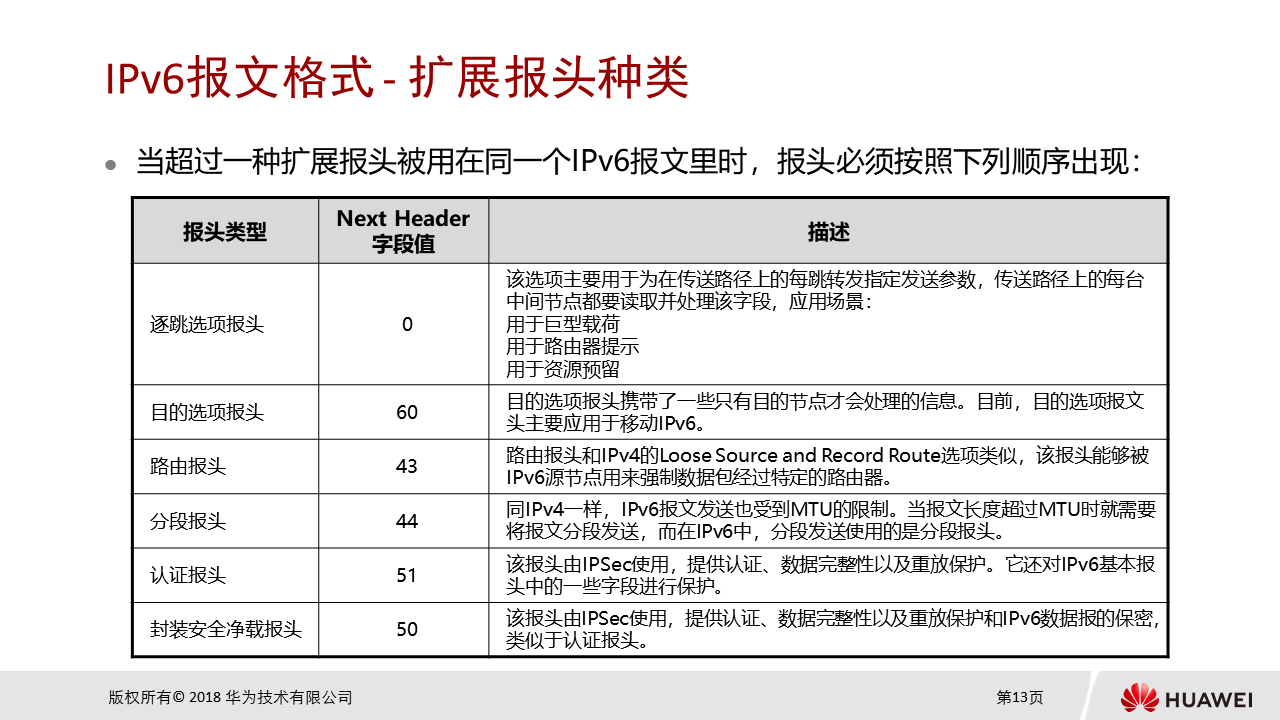 IPv6报文格式 - 扩展报头种类
当超过一种扩展报头被用在同一个IPv6报文里时，报头必须按照下列顺序出现：
报头类型
Next Header
字段值
描述
逐跳选项报头
0
该选项主要用于为在传送路径上的每跳转发指定发送参数，传送路径上的每台
中间节点都要读取并处理该字段，应用场景：
用于巨型载荷
用于路由器提示
用于资源预留
目的选项报头
60
目的选项报头携带了一些只有目的节点才会处理的信息。目前，目的选项报文
头主要应用于移动IPv6。
路由报头
43
路由报头和IPv4的Loose Source and Record Route选项类似，该报头能够被
IPv6源节点用来强制数据包经过特定的路由器。
分段报头
44
同IPv4一样，IPv6报文发送也受到MTU的限制。当报文长度超过MTU时就需要
将报文分段发送，而在IPv6中，分段发送使用的是分段报头。
认证报头
51
该报头由IPSec使用，提供认证、数据完整性以及重放保护。它还对IPv6基本报
头中的一些字段进行保护。
封装安全净载报头
50
该报头由IPSec使用，提供认证、数据完整性以及重放保护和IPv6数据报的保密，
类似于认证报头。
版权所有© 2018 华为技术有限公司
第13页
HUAWEI